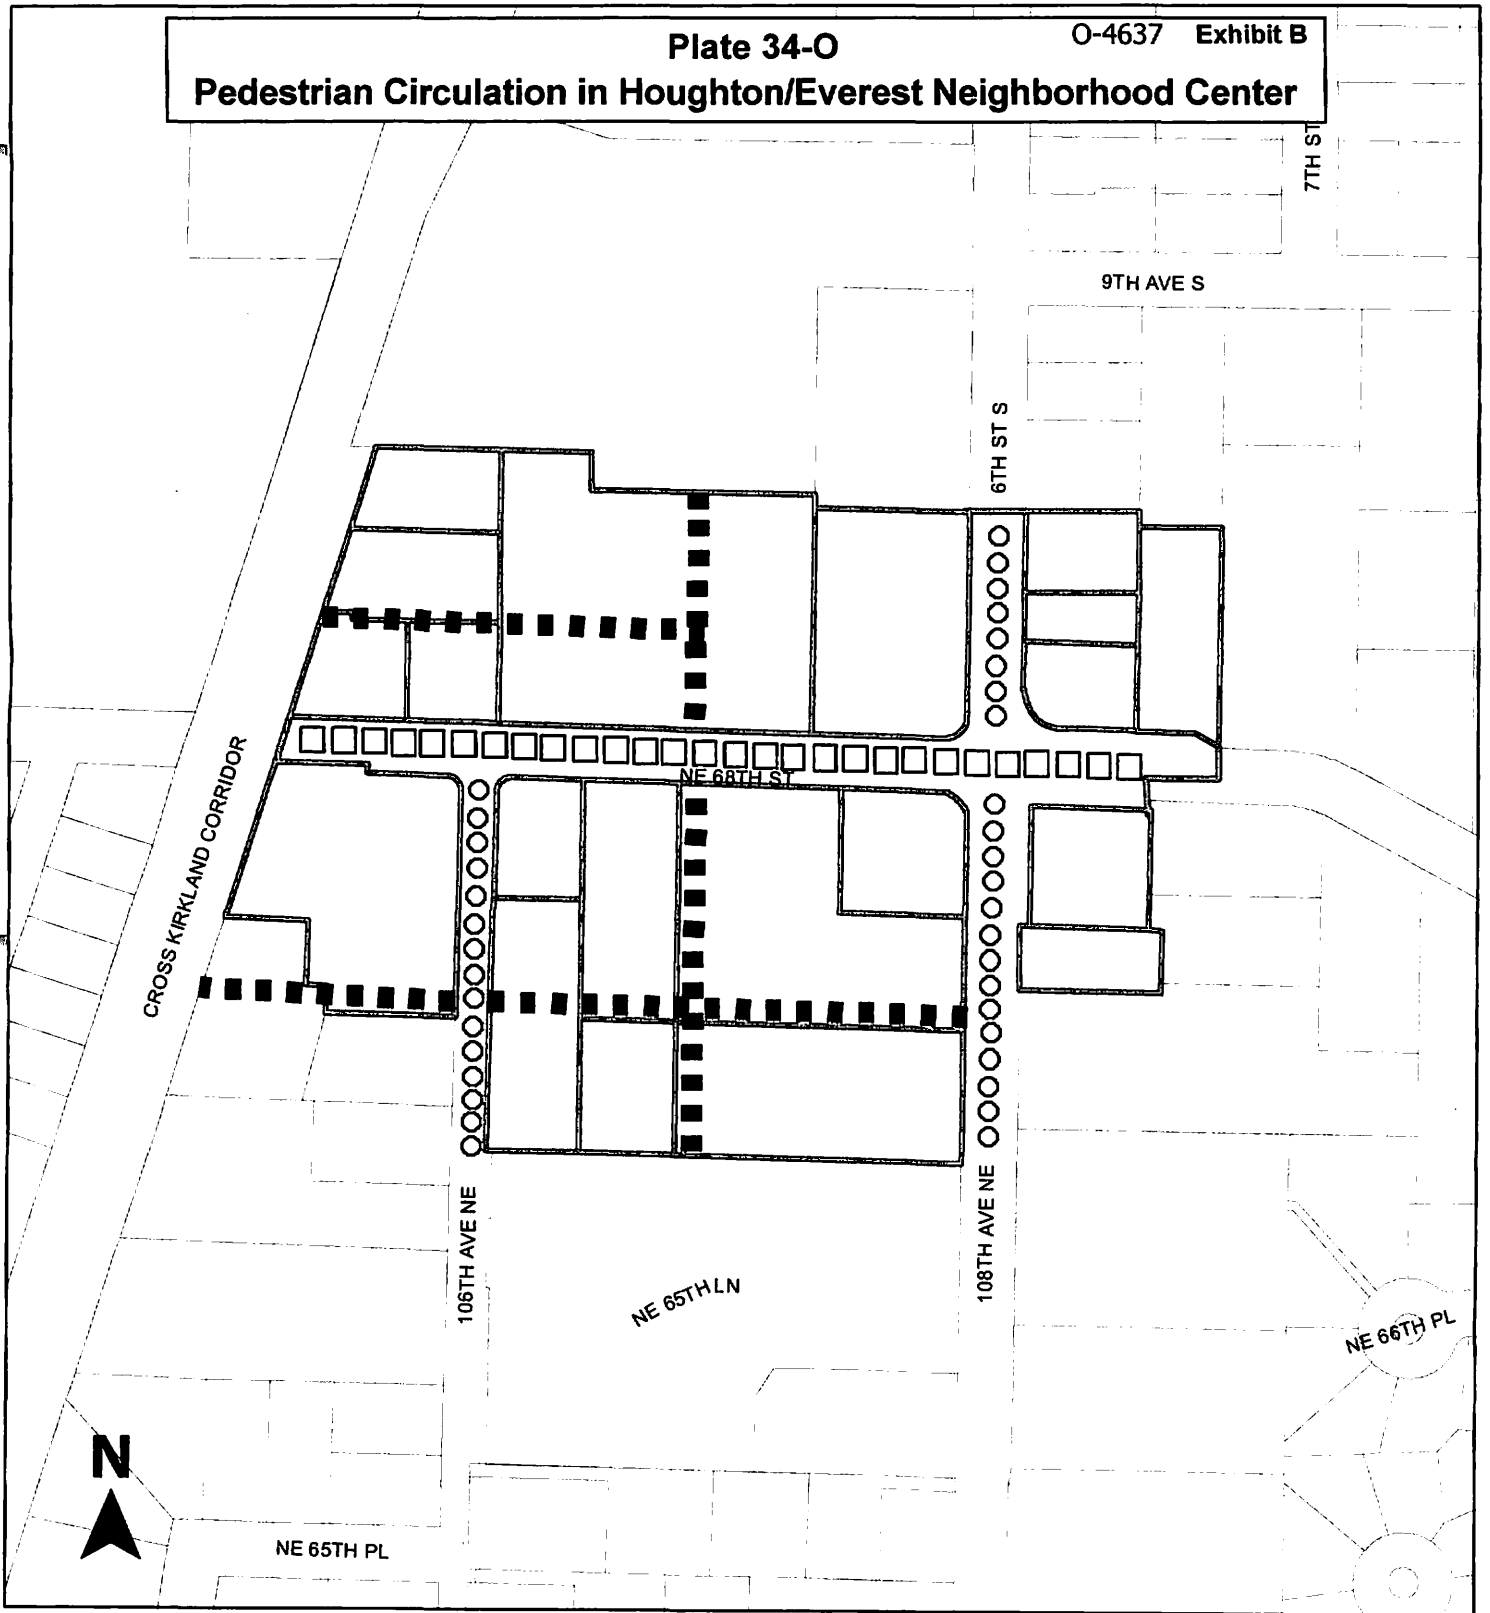 Plate 34-O
O-4637 Exhibit B
Pedestrian Circulation in Houghton/Everest Neighborhood Center
7TH ST
9TH AVE S
6TH ST S
NE 68TH ST
CROSS KIRKLAND CORRIDOR
106TH AVE NE
108TH AVE NE
NE 65TH LN
NE 66TH PL
N
NE 65TH PL